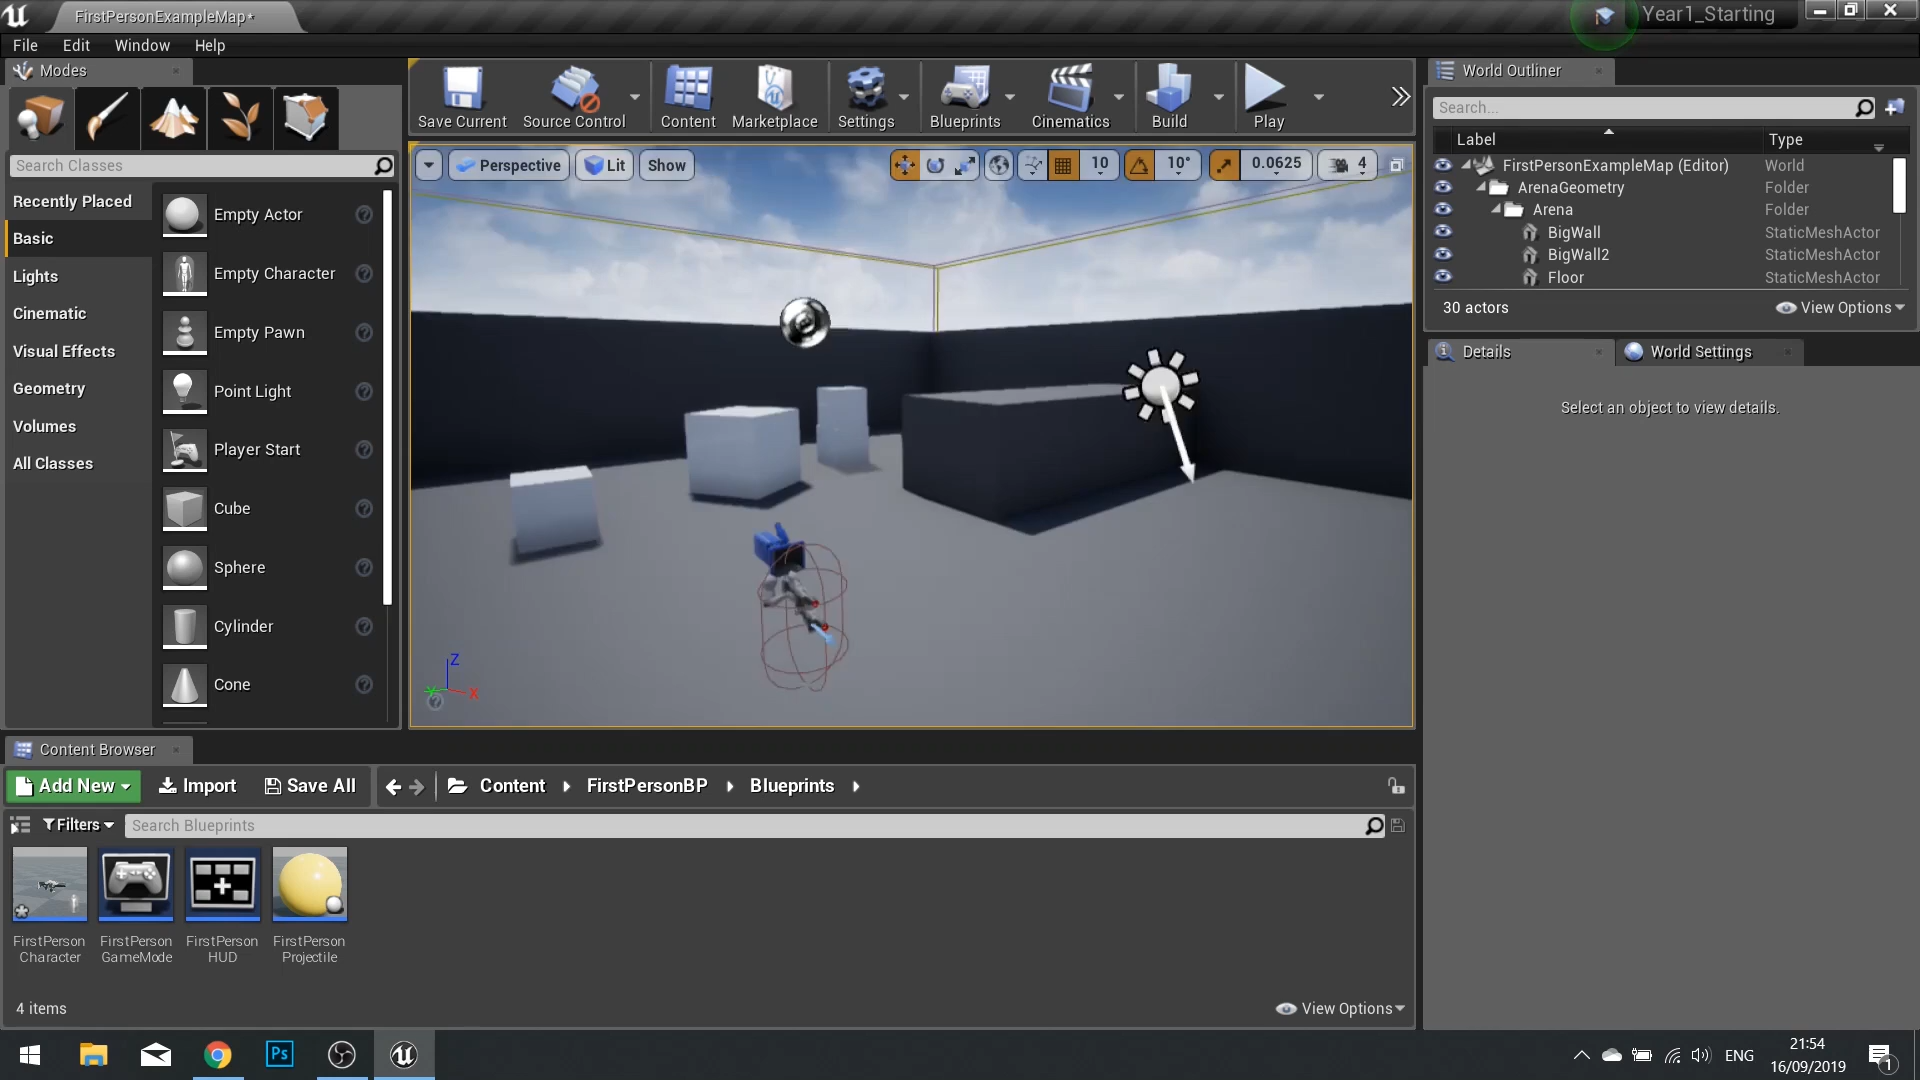 FirstPersonExampleMap*
Year1_Starting
File Edit Window Help
Modes
Save Current
Source Control
Content
Marketplace
Settings
Blueprints
Cinematics
Build
Play
World Outliner
Search...
Label
Type
FirstPersonExampleMap (Editor) World
ArenaGeometry Folder
Arena Folder
BigWall StaticMeshActor
BigWall2 StaticMeshActor
Floor StaticMeshActor
30 actors
View Options
Search Classes
Recently Placed
Basic
Lights
Cinematic
Visual Effects
Geometry
Volumes
All Classes
Empty Actor
Empty Character
Empty Pawn
Point Light
Player Start
Cube
Sphere
Cylinder
Cone
Perspective
Lit
Show
10
10°
0.0625
4
Z
Y
X
Details
World Settings
Select an object to view details.
Content Browser
Add New
Import
Save All
Content
FirstPersonBP
Blueprints
Filters
Search Blueprints
FirstPerson
Character
FirstPerson
GameMode
FirstPerson
HUD
FirstPerson
Projectile
4 items
View Options
Ps
ENG
21:54
16/09/2019
1